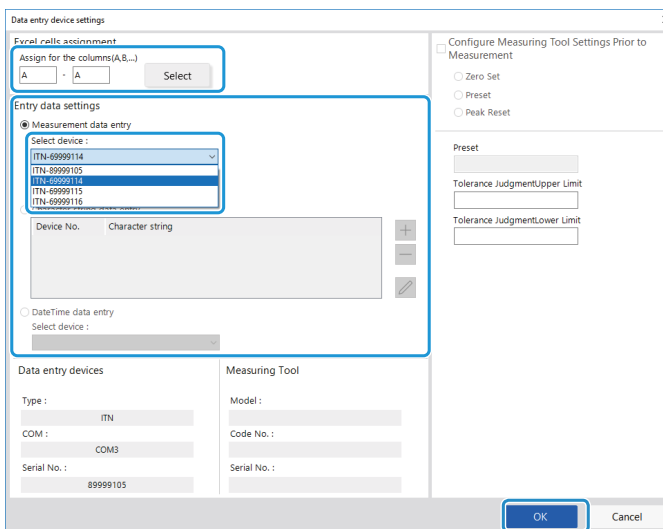 Data entry device settings
Excel cells assignment
Assign for the columns(A,B,...)
A - A Select
Entry data settings
Measurement data entry
Select device :
ITN-69999114
ITN-89999105
ITN-69999114
ITN-69999115
ITN-69999116
Character string data entry
Device No. Character string
DateTime data entry
Select device :
Data entry devices
Type :
ITN
COM :
COM3
Serial No. :
89999105
Measuring Tool
Model :
Code No. :
Serial No. :
Configure Measuring Tool Settings Prior to
Measurement
Zero Set
Preset
Peak Reset
Preset
Tolerance JudgmentUpper Limit
Tolerance JudgmentLower Limit
OK Cancel